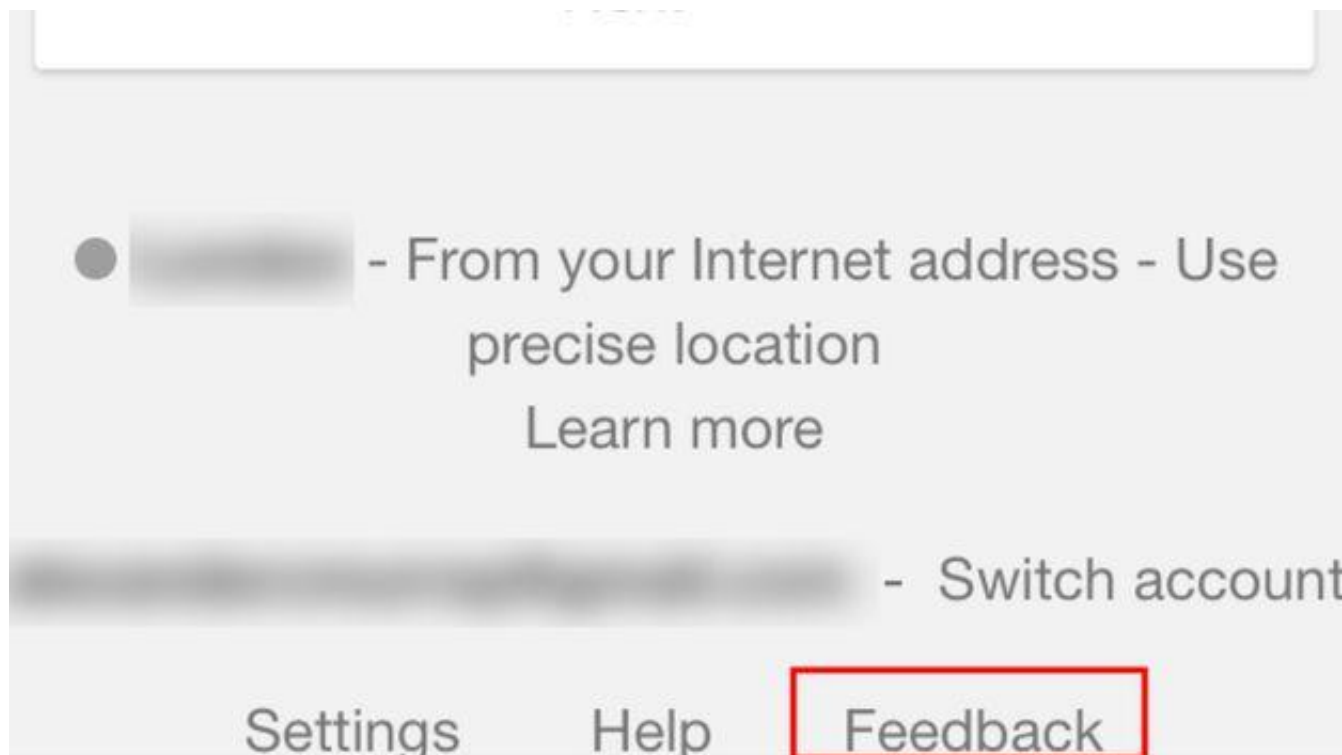 - From your Internet address - Use
precise location
Learn more
- Switch account
Settings Help Feedback